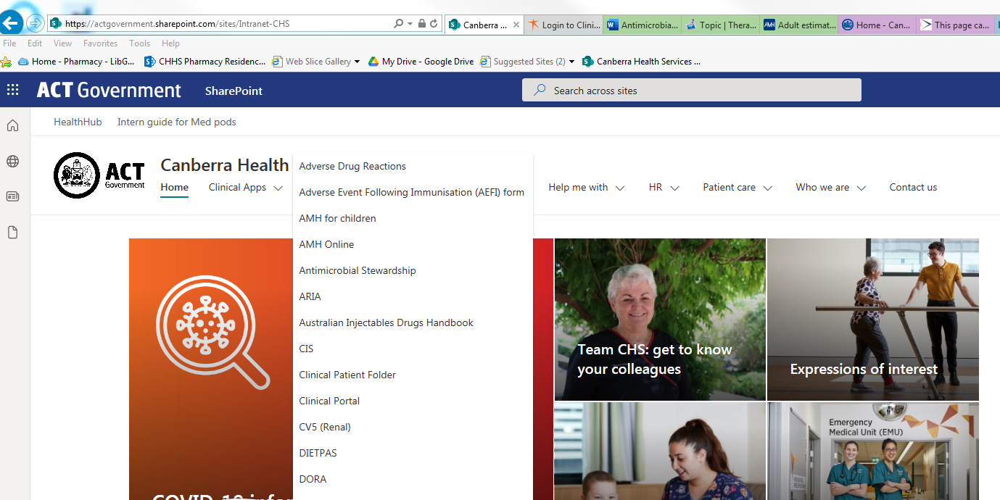 https://actgovernment.sharepoint.com/sites/Intranet-CHS
Canberra ...
Login to Clini...
Antimicrobia...
Topic | Thera...
Adult estimat...
Home - Can...
This page ca...
File Edit View Favorites Tools Help
Home - Pharmacy - LibG...
CHHS Pharmacy Residenc...
Web Slice Gallery
My Drive - Google Drive
Suggested Sites (2)
Canberra Health Services ...
ACT Government
SharePoint
Search across sites
HealthHub
Intern guide for Med pods
ACT
Government
Canberra Health
Home
Clinical Apps
Help me with
HR
Patient care
Who we are
Contact us
Adverse Drug Reactions
Adverse Event Following Immunisation (AEFI) form
AMH for children
AMH Online
Antimicrobial Stewardship
ARIA
Australian Injectables Drugs Handbook
CIS
Clinical Patient Folder
Clinical Portal
CV5 (Renal)
DIETPAS
DORA
Team CHS: get to know
your colleagues
Expressions of interest
Emergency
Medical Unit (EMU)